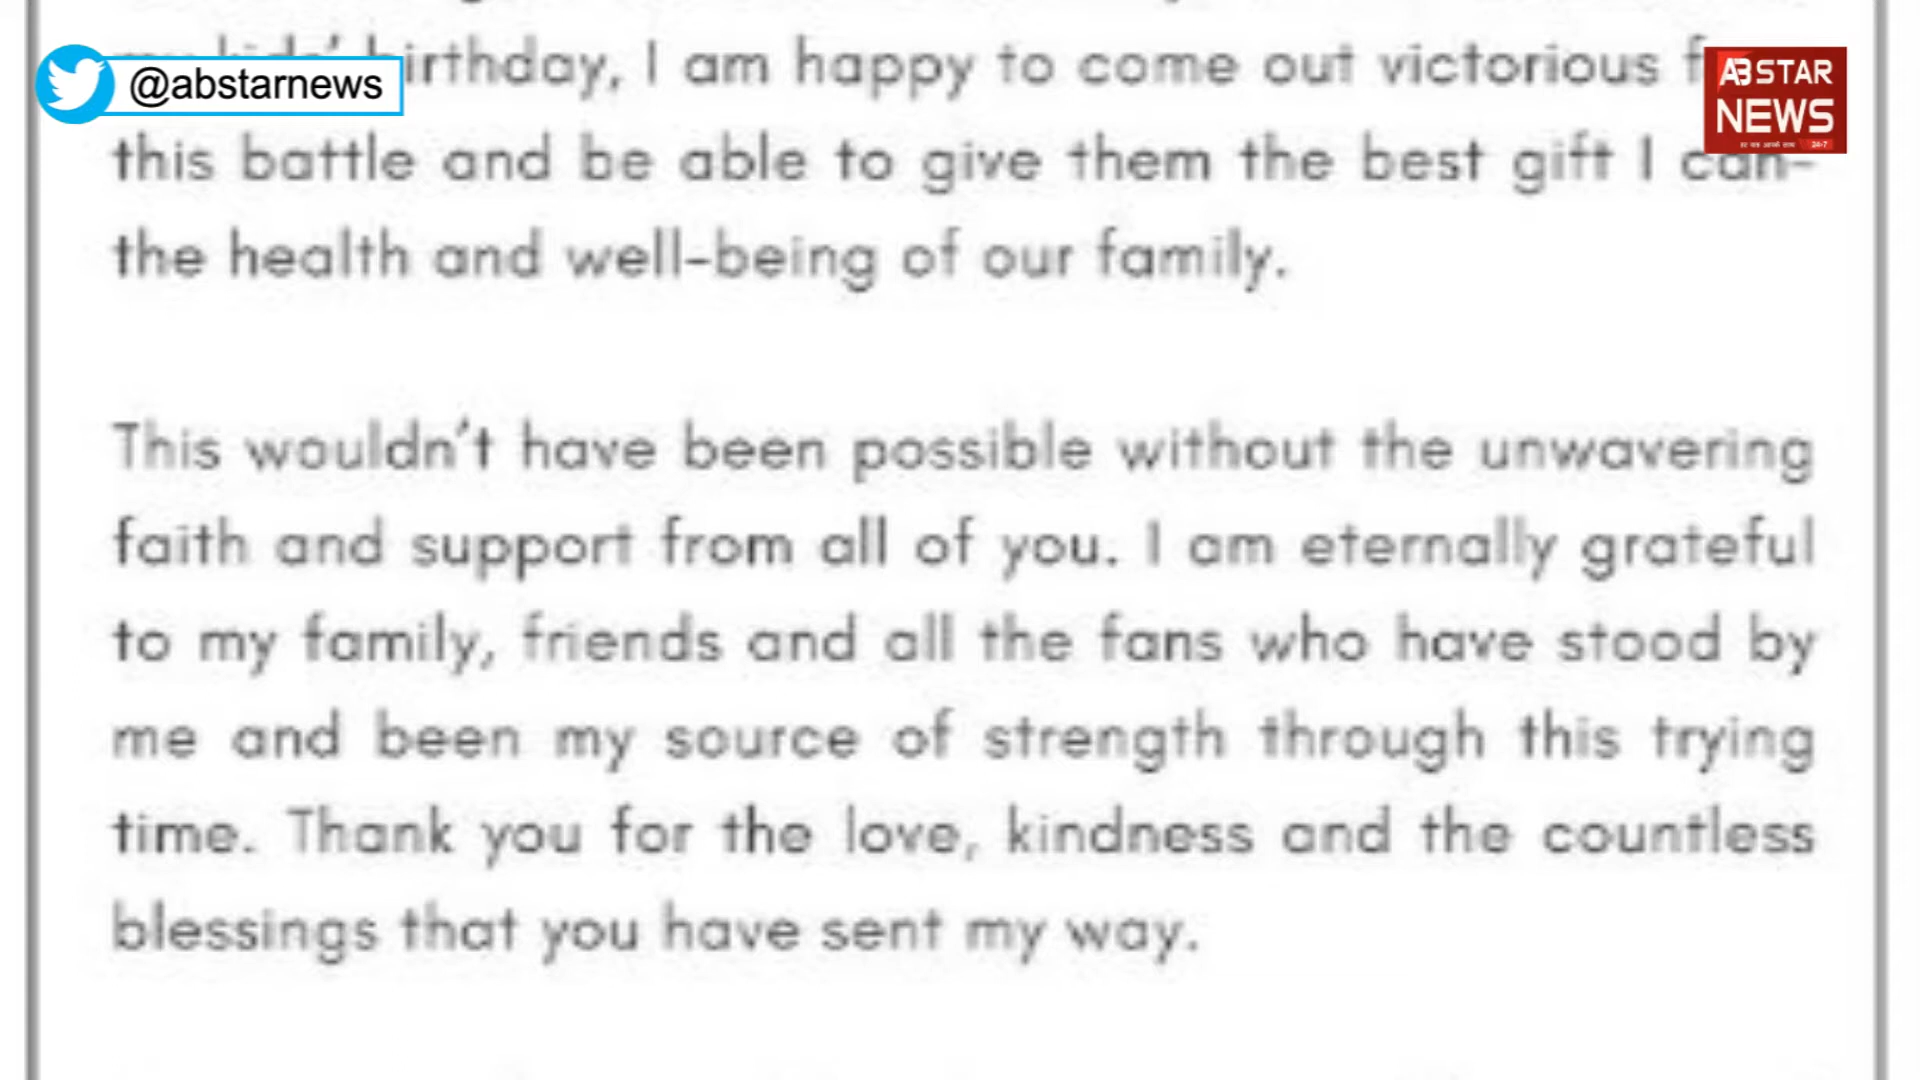 @abstarnews
birthday, I am happy to come out victorious
AB STAR
NEWS
24x7
this battle and be able to give them the best gift I can-
the health and well-being of our family.
This wouldn't have been possible without the unwavering
faith and support from all of you. I am eternally grateful
to my family, friends and all the fans who have stood by
me and been my source of strength through this trying
time. Thank you for the love, kindness and the countless
blessings that you have sent my way.